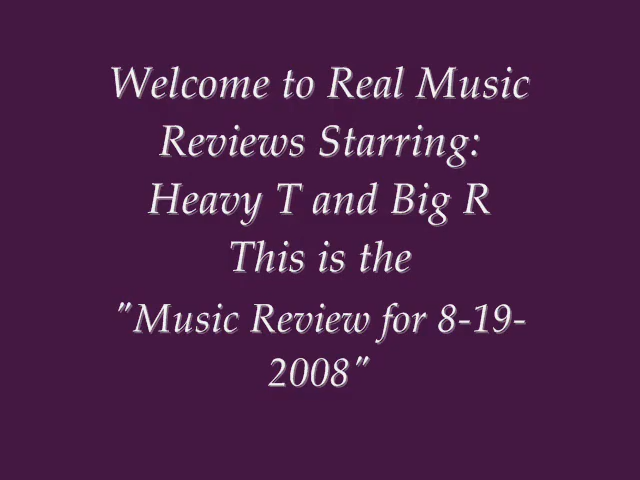 Welcome to Real Music
Reviews Starring:
Heavy T and Big R
This is the
"Music Review for 8-19-
2008"